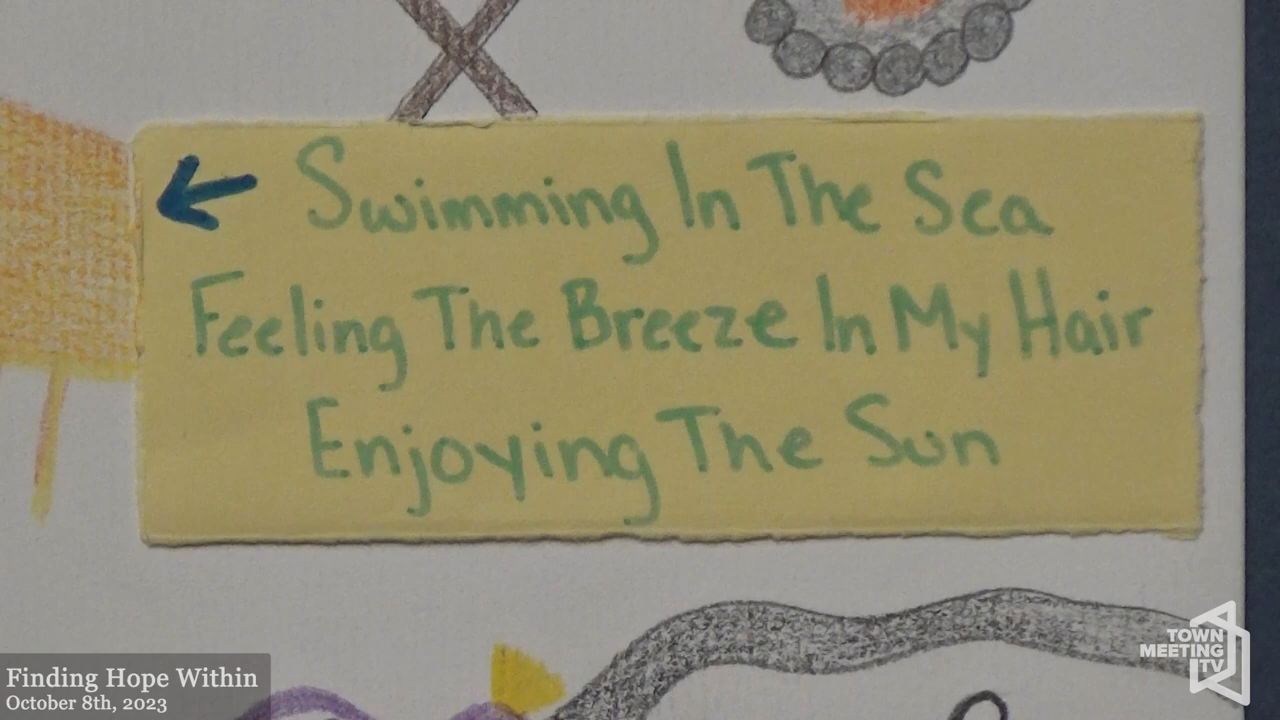 Swimming In The Sea
Feeling The Breeze In My Hair
Enjoying The Sun
Finding Hope Within
October 8th, 2023
TOWN
MEETING
TV